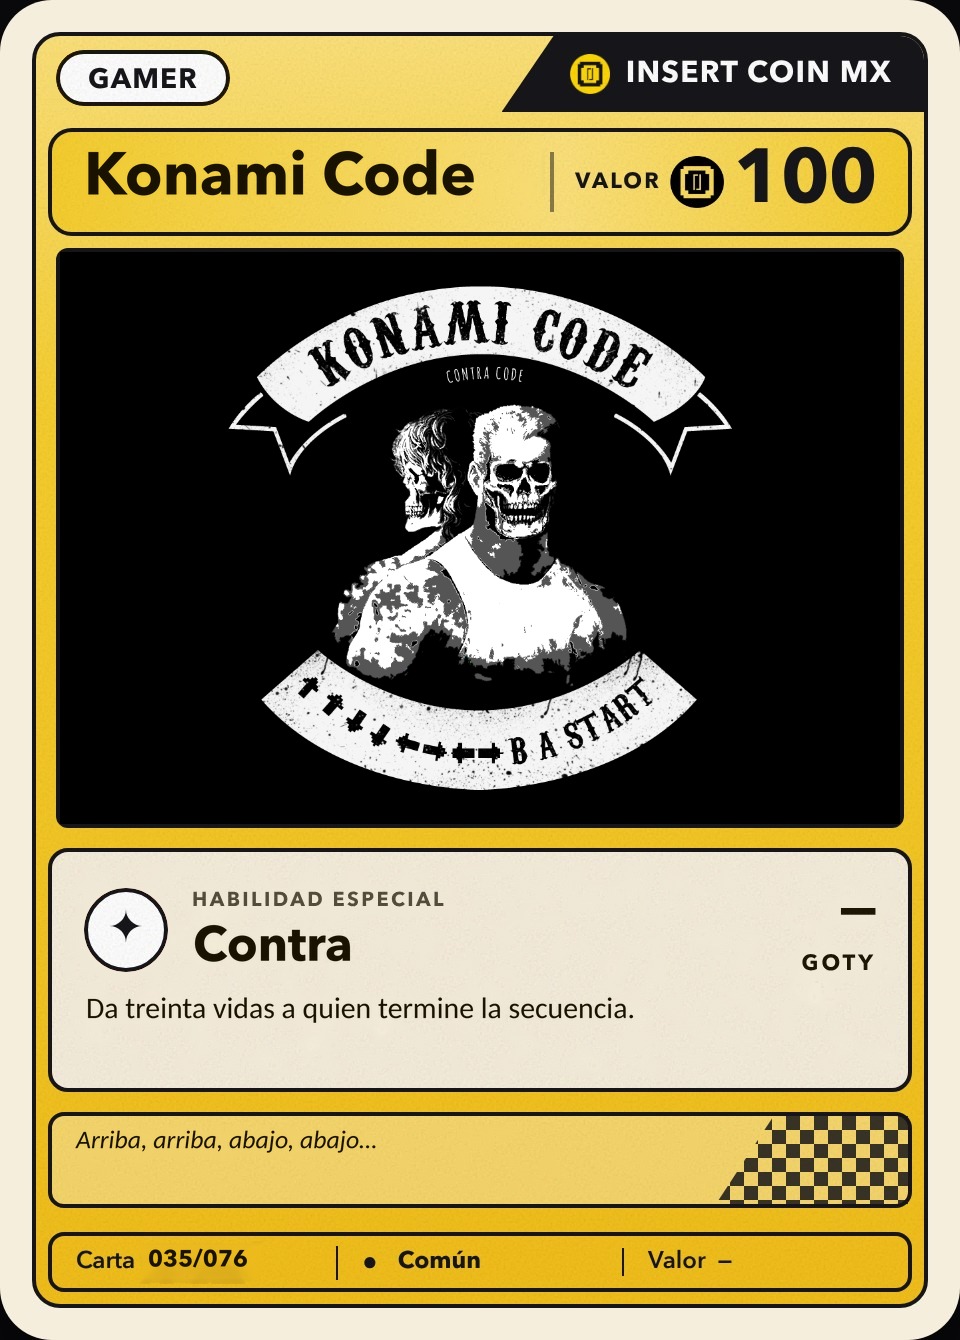 GAMER
INSERT COIN MX
Konami Code
VALOR 100
KONAMI CODE
CONTRA CODE
↑↑↓↓←→←→ B A START
HABILIDAD ESPECIAL
Contra
–
GOTY
Da treinta vidas a quien termine la secuencia.
Arriba, arriba, abajo, abajo...
Carta 035/076
• Común
Valor –